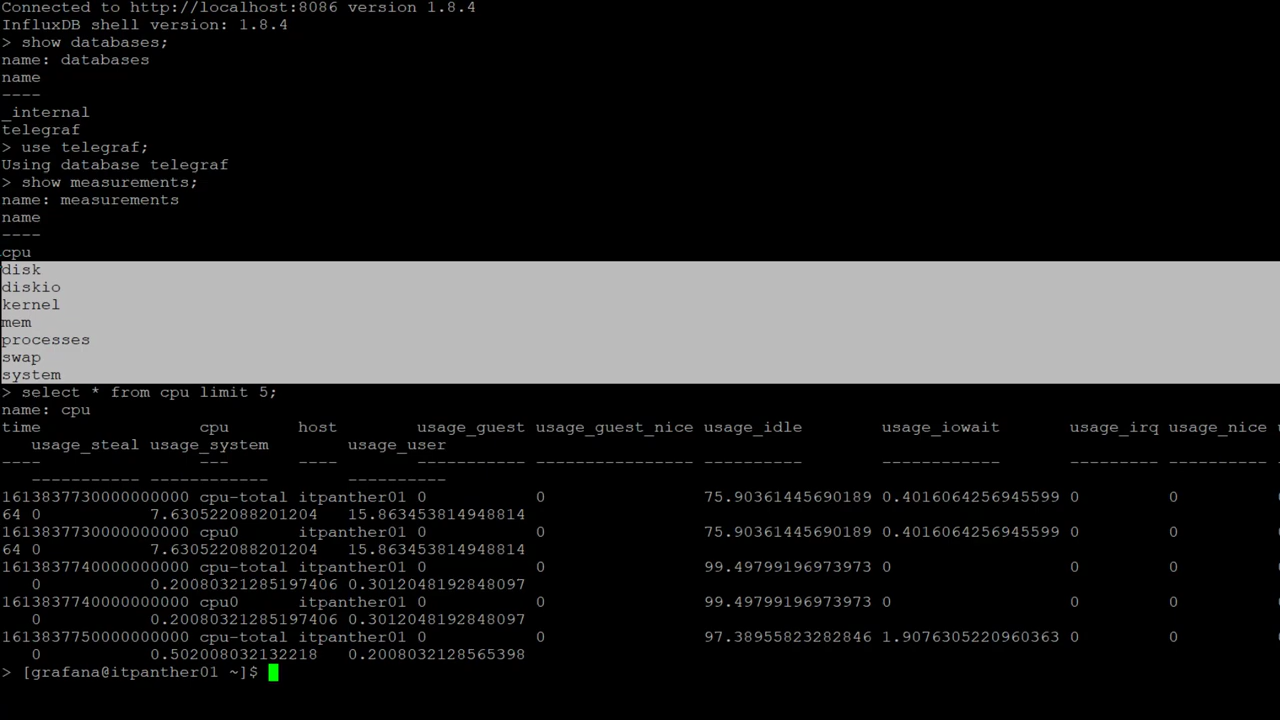 Connected to http://localhost:8086 version 1.8.4
InfluxDB shell version: 1.8.4
> show databases;
name: databases
name
----
_internal
telegraf
> use telegraf;
Using database telegraf
> show measurements;
name: measurements
name
----
cpu
disk
diskio
kernel
mem
processes
swap
system
> select * from cpu limit 5;
name: cpu
time cpu host usage_guest usage_guest_nice usage_idle usage_iowait usage_irq usage_nice
usage_steal usage_system usage_user
---- --- ---- ----------- ---------------- ---------- ------------ --------- ----------
----------- ------------ ----------
1613837730000000000 cpu-total itpanther01 0 0 75.90361445690189 0.4016064256945599 0 0
64 0 7.630522088201204 15.863453814948814
1613837730000000000 cpu0 itpanther01 0 0 75.90361445690189 0.4016064256945599 0 0
64 0 7.630522088201204 15.863453814948814
1613837740000000000 cpu-total itpanther01 0 0 99.49799196973973 0 0 0
0 0.20080321285197406 0.3012048192848097
1613837740000000000 cpu0 itpanther01 0 0 99.49799196973973 0 0 0
0 0.20080321285197406 0.3012048192848097
1613837750000000000 cpu-total itpanther01 0 0 97.38955823282846 1.9076305220960363 0 0
0 0.502008032132218 0.2008032128565398
> [grafana@itpanther01 ~]$